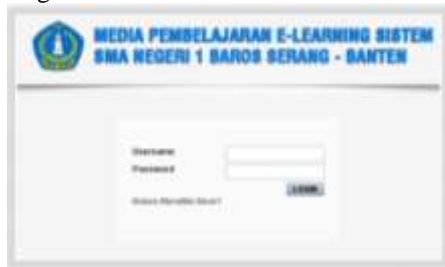 MEDIA PEMBELAJARAN E-LEARNING SISTEM
SMA NEGERI 1 BAROS SERANG - BANTEN
Username
Password
LOGIN